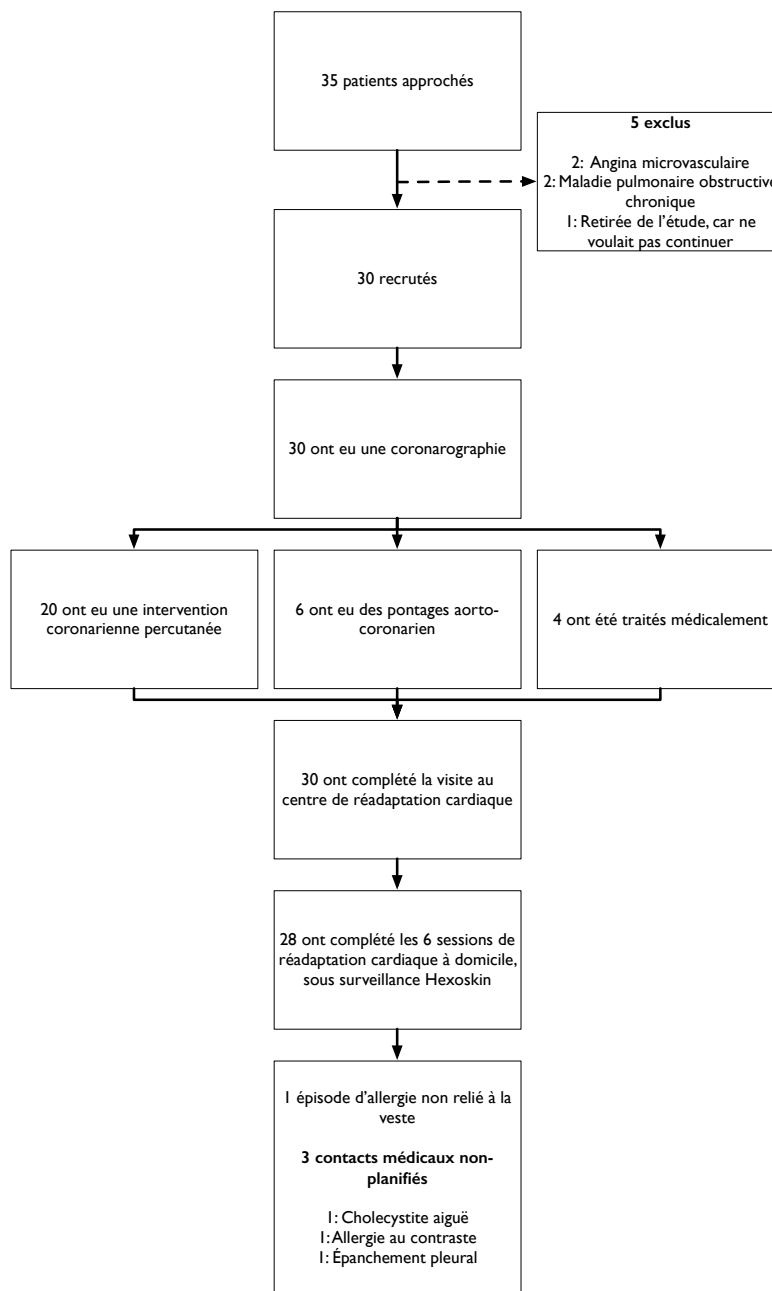 35 patients approchés
5 exclus
2: Angina microvasculaire
2: Maladie pulmonaire obstructive
chronique
1: Retirée de l'étude, car ne
voulait pas continuer
30 recrutés
30 ont eu une coronarographie
20 ont eu une intervention
coronarienne percutanée
6 ont eu des pontages aorto-
coronarien
4 ont été traités médicalement
30 ont complété la visite au
centre de réadaptation cardiaque
28 ont complété les 6 sessions de
réadaptation cardiaque à domicile,
sous surveillance Hexoskin
1 épisode d'allergie non relié à la
veste
3 contacts médicaux non-
planifiés
1: Cholecystite aiguë
1: Allergie au contraste
1: Épanchement pleural